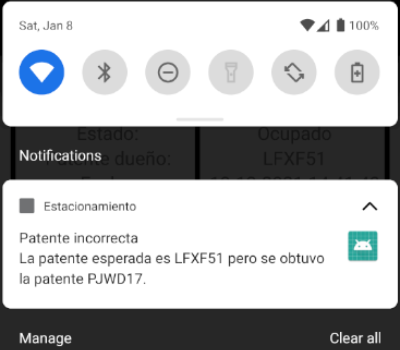 Sat, Jan 8
100%
Estado:
Ocupado
Patente dueño:
LFXF51
Notifications
Estacionamiento
Patente incorrecta
La patente esperada es LFXF51 pero se obtuvo
la patente PJWD17.
Manage
Clear all